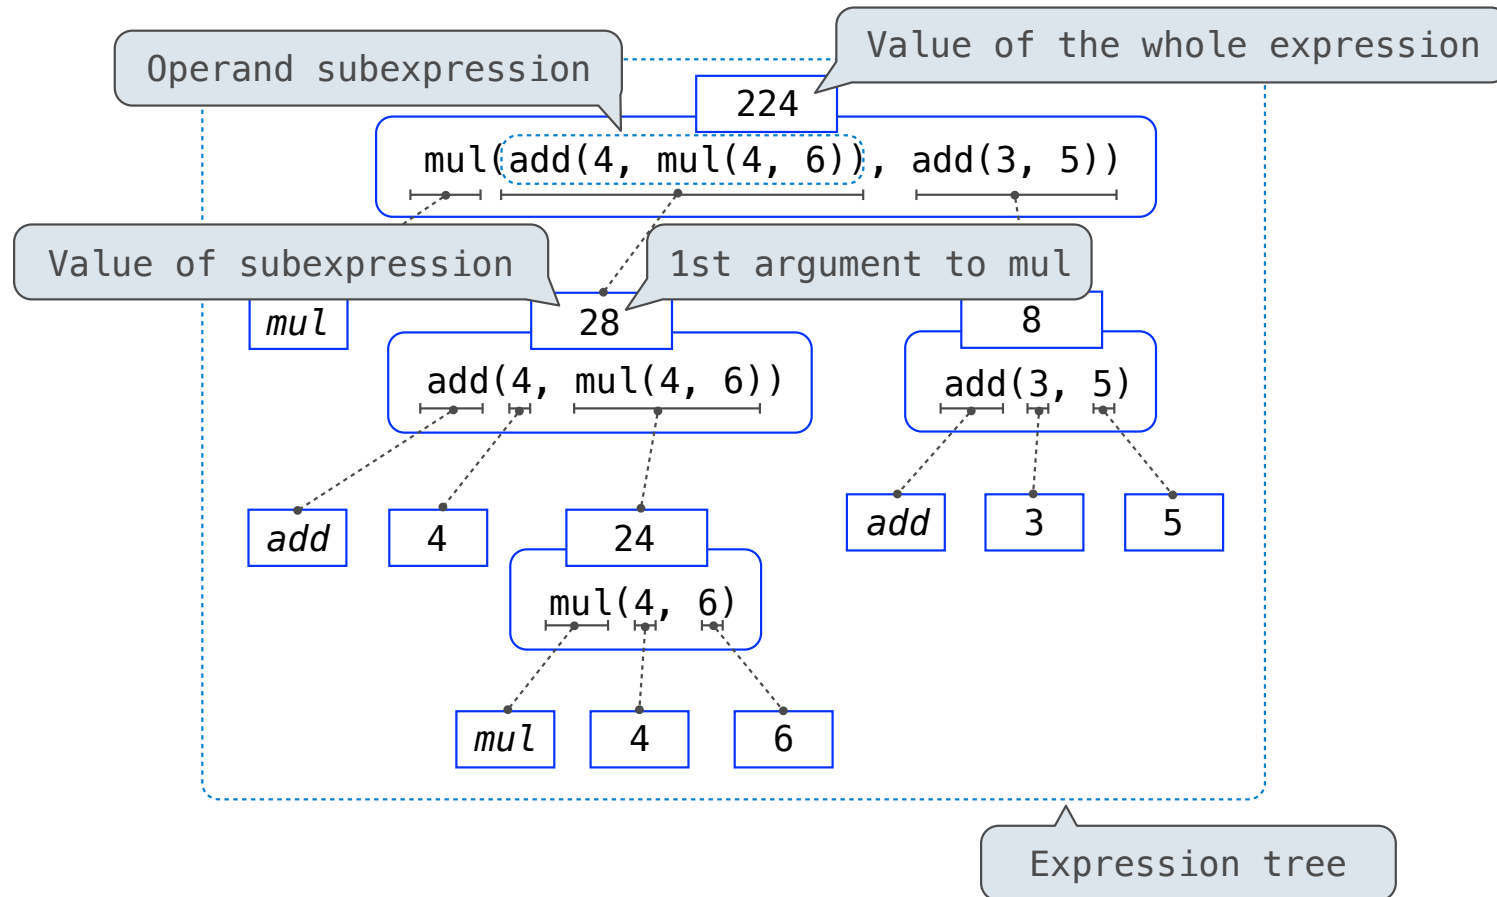 Value of the whole expression
Operand subexpression
224
mul(add(4, mul(4, 6)), add(3, 5))
Value of subexpression
1st argument to mul
mul
28
8
add(4, mul(4, 6))
add(3, 5)
add
4
24
add
3
5
mul(4, 6)
mul
4
6
Expression tree